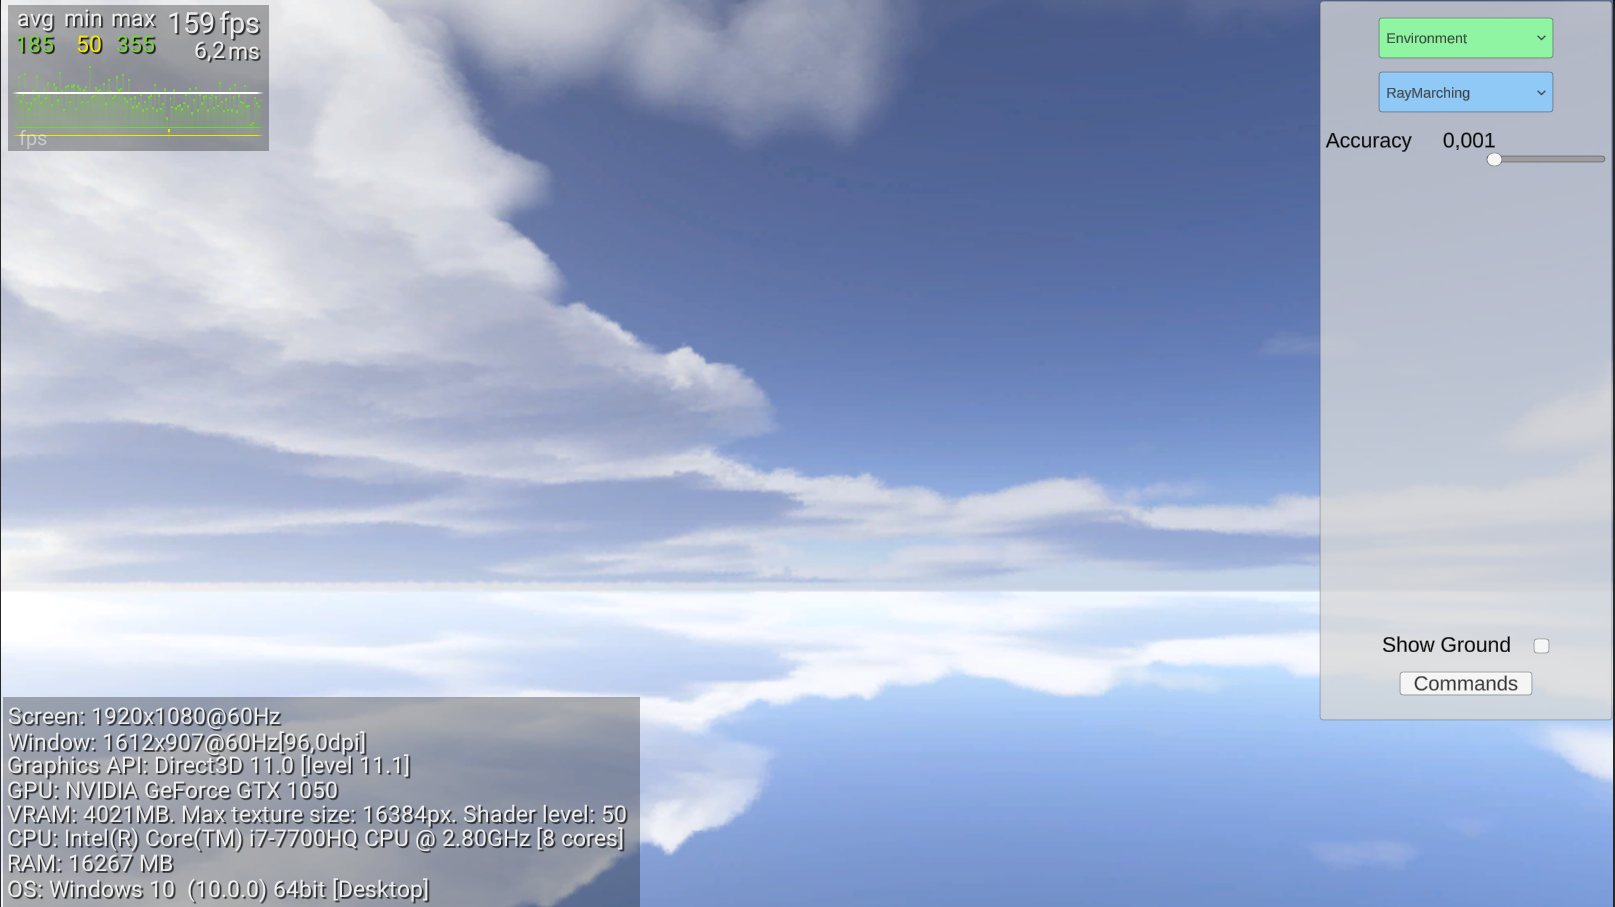 avg min max 159 fps
185 50 355 6,2 ms
fps
Environment
RayMarching
Accuracy 0,001
Show Ground
Commands
Screen: 1920x1080@60Hz
Window: 1612x907@60Hz[96,0dpi]
Graphics API: Direct3D 11.0 [level 11.1]
GPU: NVIDIA GeForce GTX 1050
VRAM: 4021MB. Max texture size: 16384px. Shader level: 50
CPU: Intel(R) Core(TM) i7-7700HQ CPU @ 2.80GHz [8 cores]
RAM: 16267 MB
OS: Windows 10  (10.0.0) 64bit [Desktop]